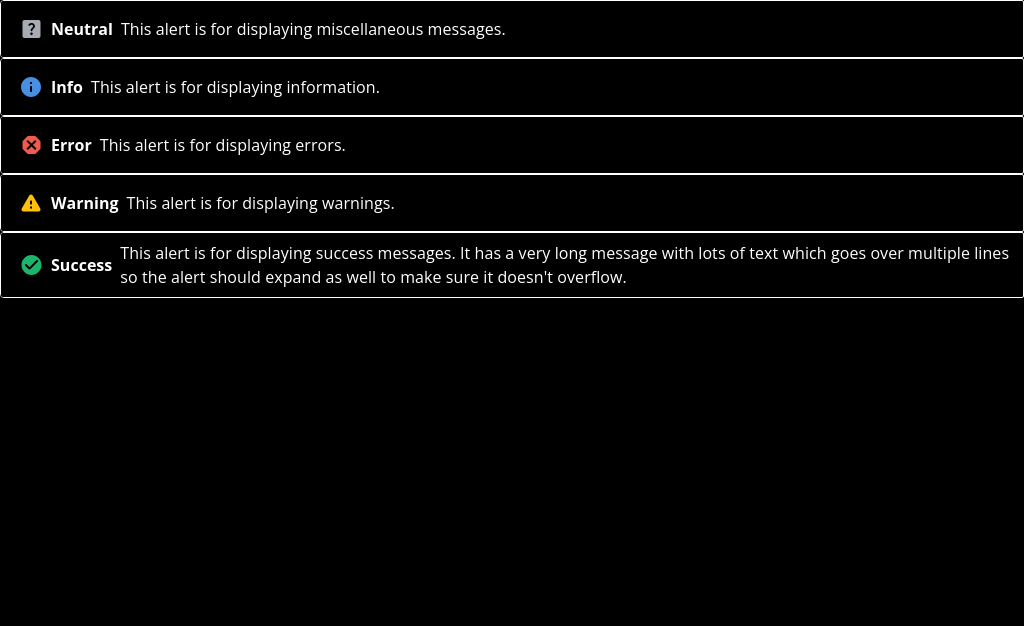 Neutral This alert is for displaying miscellaneous messages.
Info This alert is for displaying information.
Error This alert is for displaying errors.
Warning This alert is for displaying warnings.
Success This alert is for displaying success messages. It has a very long message with lots of text which goes over multiple lines
so the alert should expand as well to make sure it doesn't overflow.